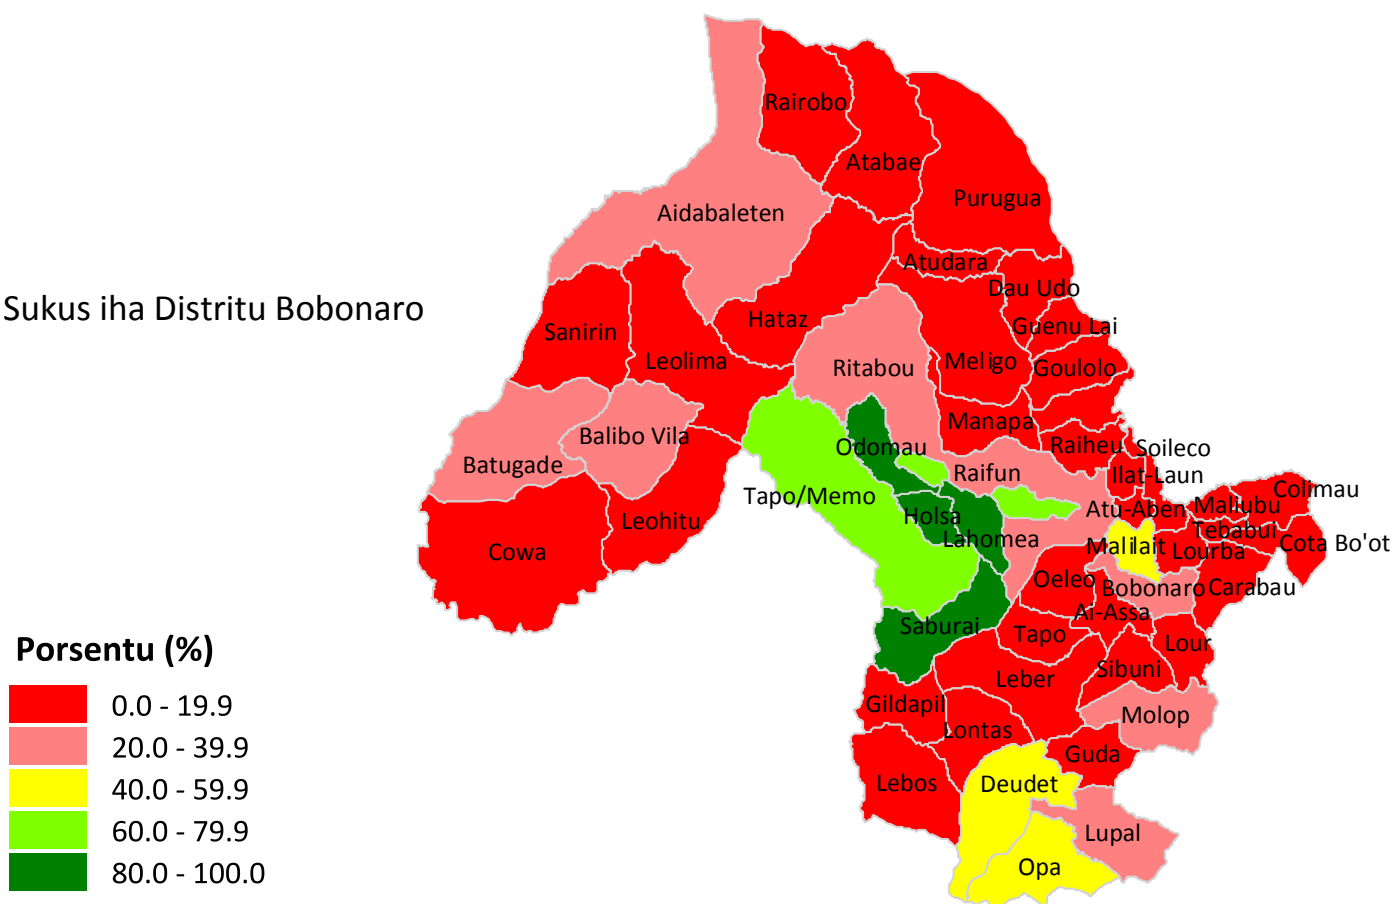 Rairobo
Atabae
Purugua
Aidabaleten
Atudara
Dau Udo
Sukus iha Distritu Bobonaro
Hataz
Guenu Lai
Sanirin
Leolima
Ritabou
Meligo
Goulolo
Manapa
Balibo Vila
Odomau
Raiheu
Soileco
Batugade
Raifun
Ilat-Laun
Colimau
Tapo/Memo
Maliubu
Atu-Aben
Leohitu
Holsa
Tebabui
Lahomea
Malilait
Lourba
Cota Bo'ot
Cowa
Oeleo
Bobonaro
Carabau
Ai-Assa
Saburai
Tapo
Lour
Porsentu (%)
Leber
Sibuni
0.0 - 19.9
Gildapil
Molop
Lontas
20.0 - 39.9
Guda
Lebos
Deudet
40.0 - 59.9
60.0 - 79.9
Lupal
Opa
80.0 - 100.0